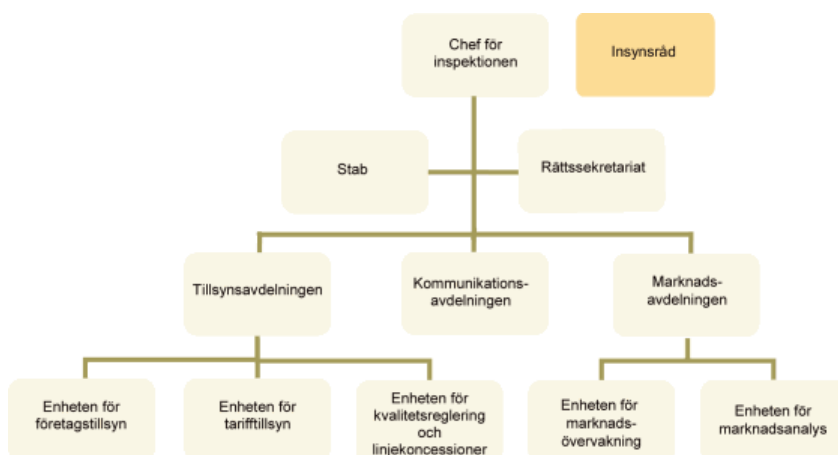 Chef för
inspektionen
Insynsråd
Stab
Rättssekretariat
Tillsynsavdelningen
Kommunikations-
avdelningen
Marknads-
avdelningen
Enheten för
företagstillsyn
Enheten för
tarifftillsyn
Enheten för
kvalitetsreglering
och
linjekoncessioner
Enheten för
marknads-
övervakning
Enheten för
marknadsanalys